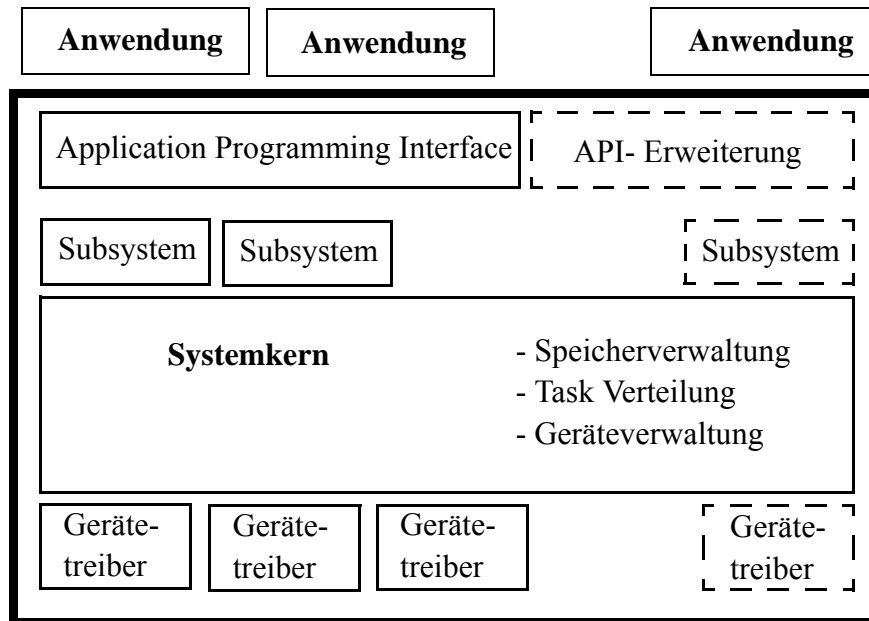 Anwendung
Anwendung
Anwendung
Application Programming Interface
API- Erweiterung
Subsystem
Subsystem
Subsystem
Systemkern
- Speicherverwaltung
- Task Verteilung
- Geräteverwaltung
Geräte-
treiber
Geräte-
treiber
Geräte-
treiber
Geräte-
treiber